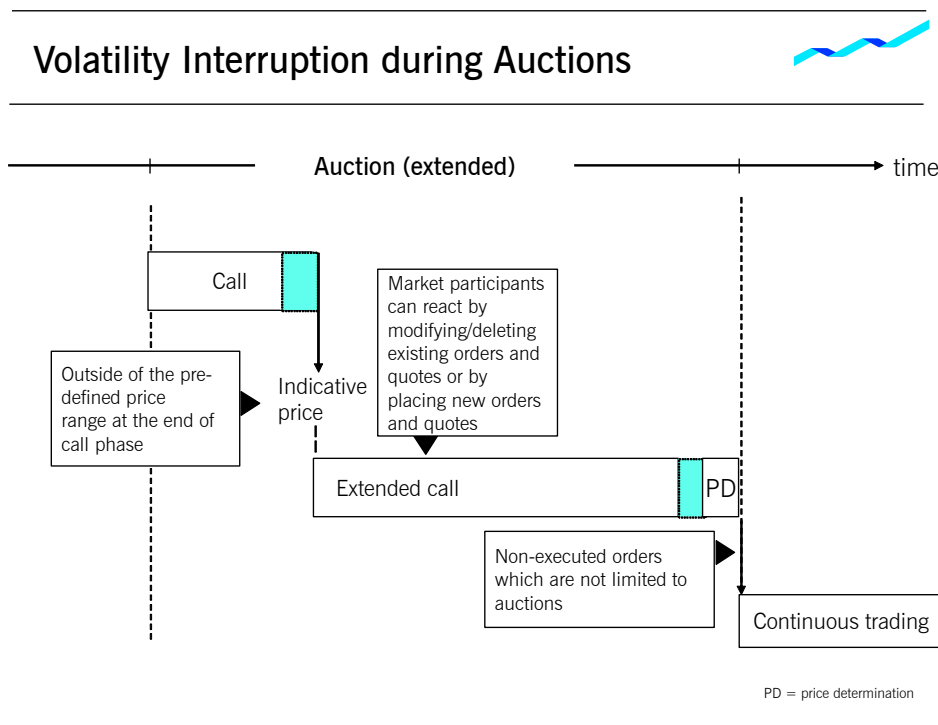 Volatility Interruption during Auctions
Auction (extended)
time
Call
Market participants
can react by
modifying/deleting
existing orders and
quotes or by
placing new orders
and quotes
Outside of the pre-
defined price
range at the end of
call phase
Indicative
price
Extended call
PD
Non-executed orders
which are not limited to
auctions
Continuous trading
PD = price determination